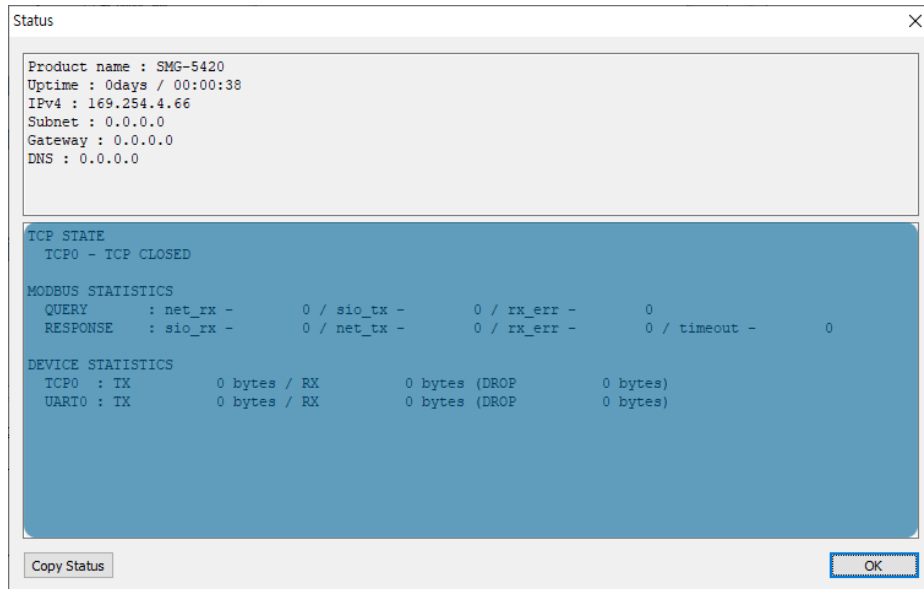 Status
Product name : SMG-5420
Uptime : 0days / 00:00:38
IPv4 : 169.254.4.66
Subnet : 0.0.0.0
Gateway : 0.0.0.0
DNS : 0.0.0.0
TCP STATE
TCP0 - TCP CLOSED
MODBUS STATISTICS
QUERY : net_rx - 0 / sio_tx - 0 / rx_err - 0
RESPONSE : sio_rx - 0 / net_tx - 0 / rx_err - 0 / timeout - 0
DEVICE STATISTICS
TCP0 : TX 0 bytes / RX 0 bytes (DROP 0 bytes)
UART0 : TX 0 bytes / RX 0 bytes (DROP 0 bytes)
Copy Status
OK